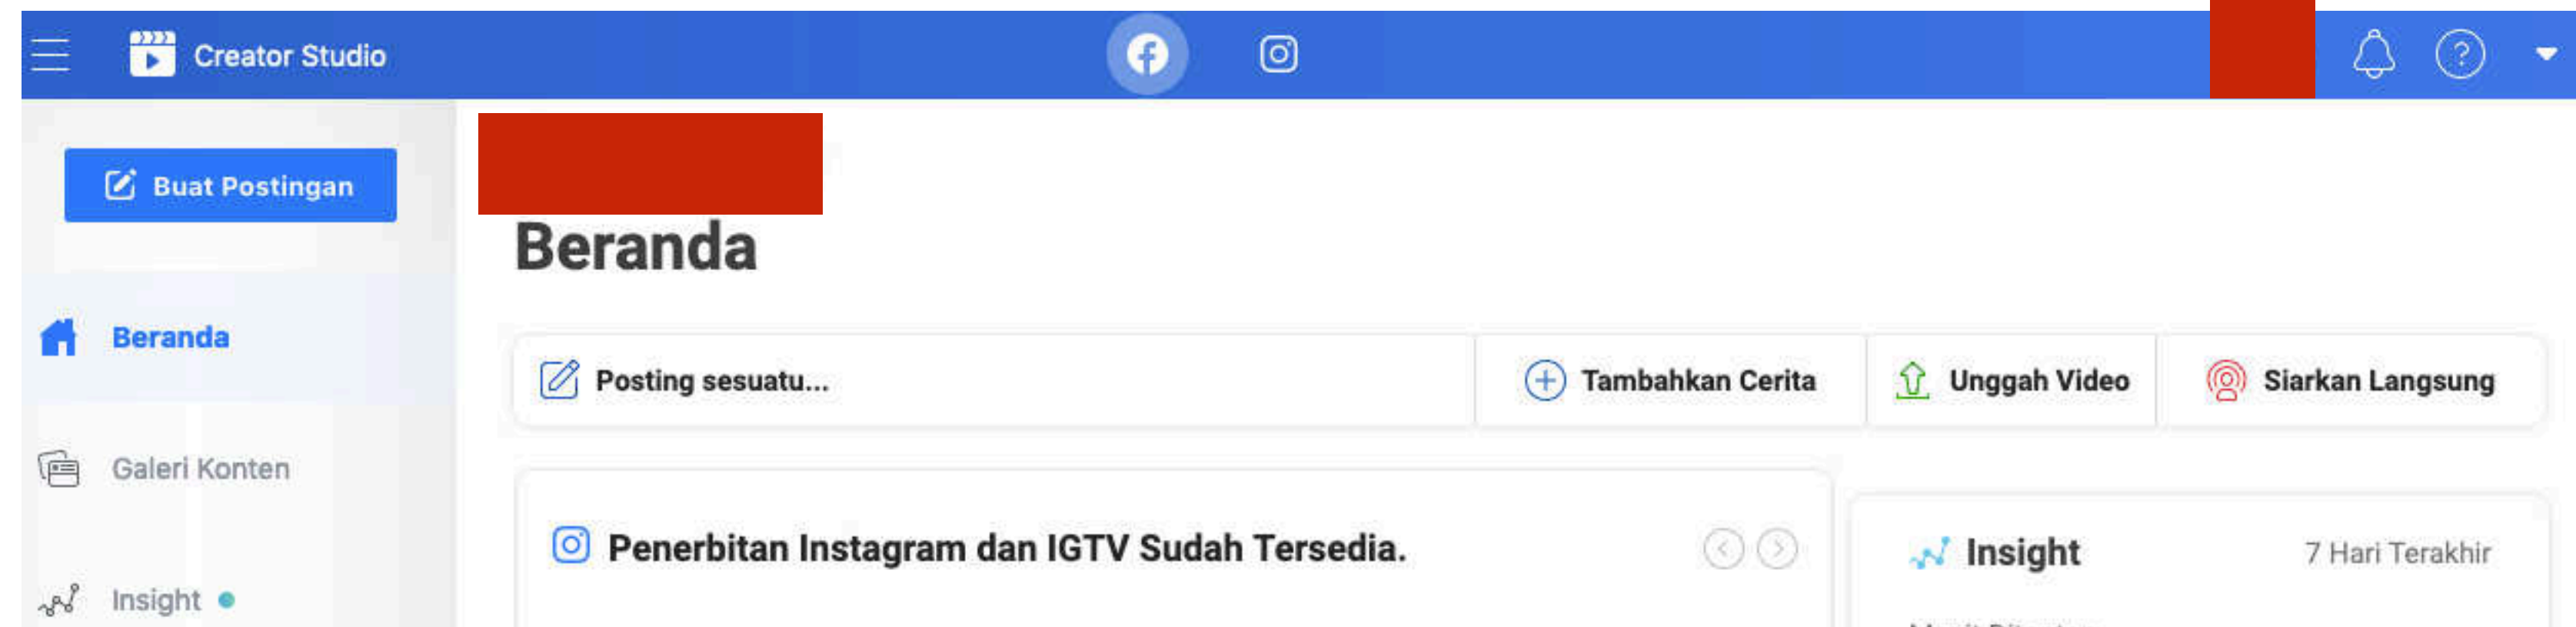 Creator Studio
Buat Postingan
Beranda
Beranda
Posting sesuatu...
Tambahkan Cerita
Unggah Video
Siarkan Langsung
Galeri Konten
Penerbitan Instagram dan IGTV Sudah Tersedia.
Insight
7 Hari Terakhir
Insight